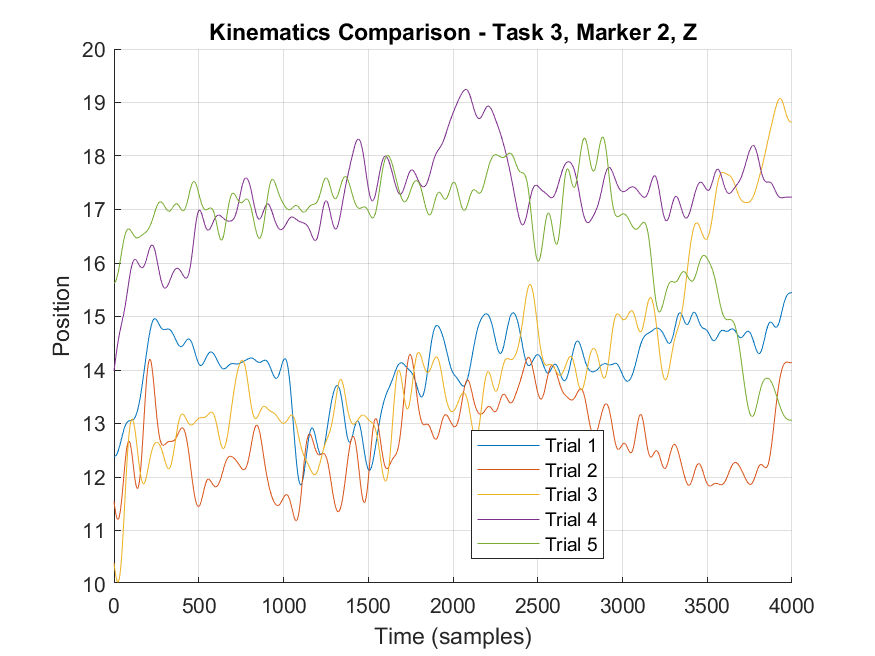 Kinematics Comparison - Task 3, Marker 2, Z
20
19
18
17
16
15
14
13
12
11
10
Position
Trial 1
Trial 2
Trial 3
Trial 4
Trial 5
0 500 1000 1500 2000 2500 3000 3500 4000
Time (samples)